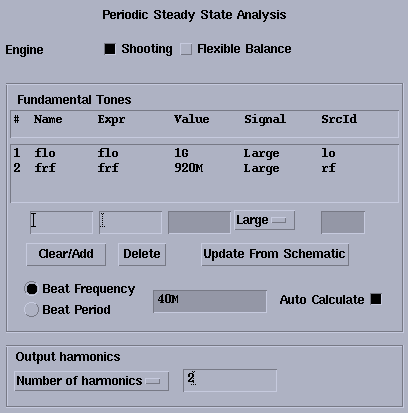 Periodic Steady State Analysis
Engine Shooting Flexible Balance
Fundamental Tones
# Name Expr Value Signal SrcId
1 flo flo 1G Large lo
2 frf frf 920M Large rf
Large
Clear/Add Delete Update From Schematic
Beat Frequency 40M Auto Calculate
Beat Period
Output harmonics
Number of harmonics 2